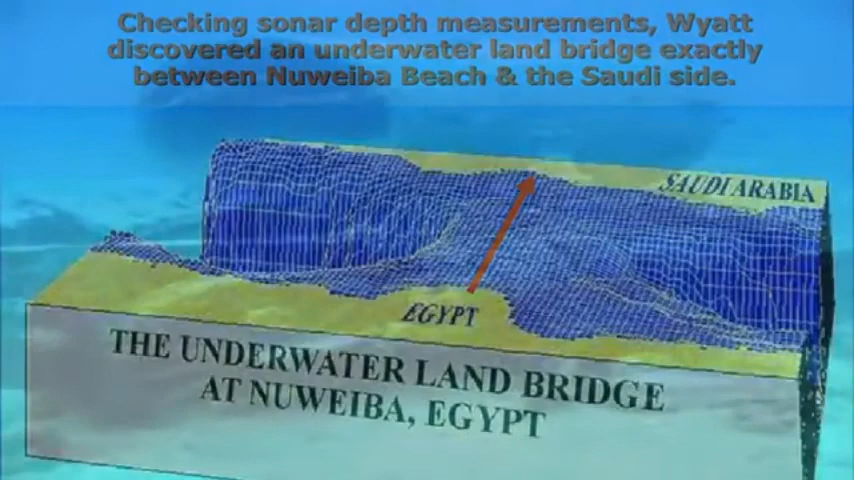 Checking sonar depth measurements, Wyatt
discovered an underwater land bridge exactly
between Nuweiba Beach & the Saudi side.
SAUDI ARABIA
EGYPT
THE UNDERWATER LAND BRIDGE
AT NUWEIBA, EGYPT